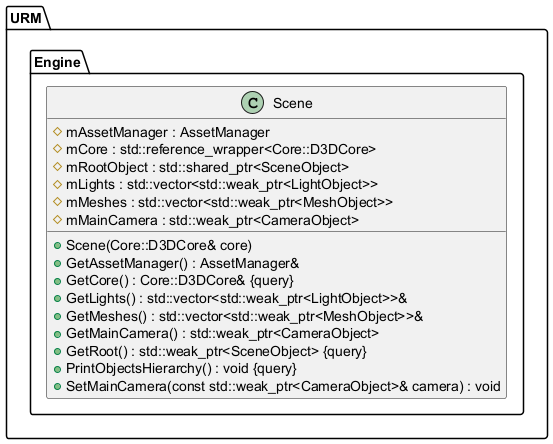 URM
Engine
C Scene
mAssetManager : AssetManager
mCore : std::reference_wrapper<Core::D3DCore>
mRootObject : std::shared_ptr<SceneObject>
mLights : std::vector<std::weak_ptr<LightObject>>
mMeshes : std::vector<std::weak_ptr<MeshObject>>
mMainCamera : std::weak_ptr<CameraObject>
Scene(Core::D3DCore& core)
GetAssetManager() : AssetManager&
GetCore() : Core::D3DCore& {query}
GetLights() : std::vector<std::weak_ptr<LightObject>>&
GetMeshes() : std::vector<std::weak_ptr<MeshObject>>&
GetMainCamera() : std::weak_ptr<CameraObject>
GetRoot() : std::weak_ptr<SceneObject> {query}
PrintObjectsHierarchy() : void {query}
SetMainCamera(const std::weak_ptr<CameraObject>& camera) : void